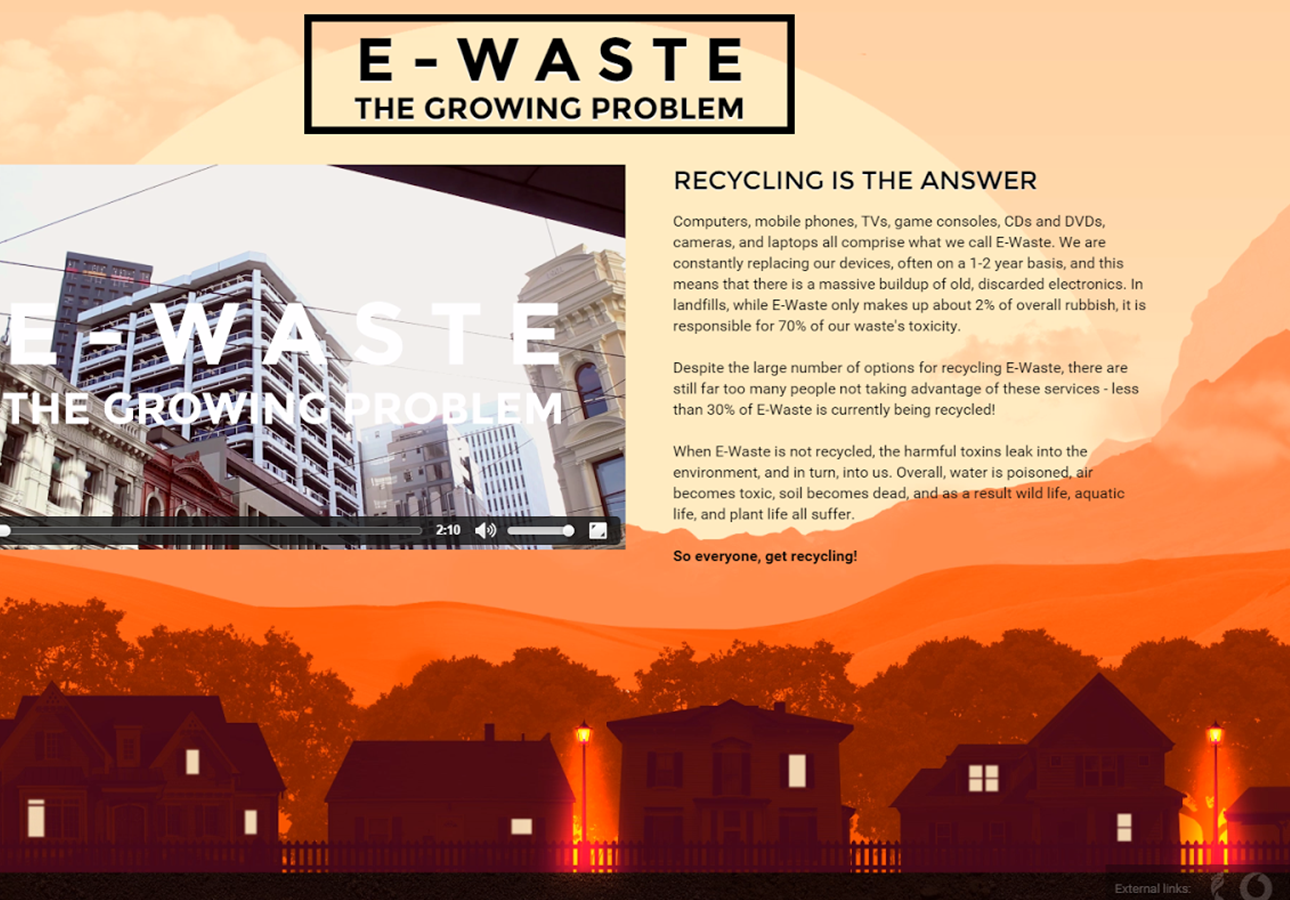 E-WASTE
THE GROWING PROBLEM
E-WASTE
THE GROWING PROBLEM
2:10
RECYCLING IS THE ANSWER
Computers, mobile phones, TVs, game consoles, CDs and DVDs,
cameras, and laptops all comprise what we call E-Waste. We are
constantly replacing our devices, often on a 1-2 year basis, and this
means that there is a massive buildup of old, discarded electronics. In
landfills, while E-Waste only makes up about 2% of overall rubbish, it is
responsible for 70% of our waste's toxicity.
Despite the large number of options for recycling E-Waste, there are
still far too many people not taking advantage of these services - less
than 30% of E-Waste is currently being recycled!
When E-Waste is not recycled, the harmful toxins leak into the
environment, and in turn, into us. Overall, water is poisoned, air
becomes toxic, soil becomes dead, and as a result wild life, aquatic
life, and plant life all suffer.
So everyone, get recycling!
External links: